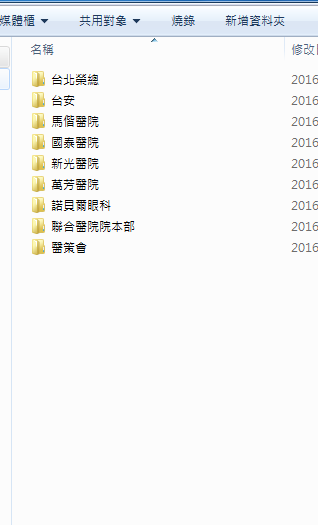 媒體櫃 共用對象 燒錄 新增資料夾
名稱 修改日
台北榮總 2016
台安 2016
馬偕醫院 2016
國泰醫院 2016
新光醫院 2016
萬芳醫院 2016
諾貝爾眼科 2016
聯合醫院院本部 2016
醫策會 2016